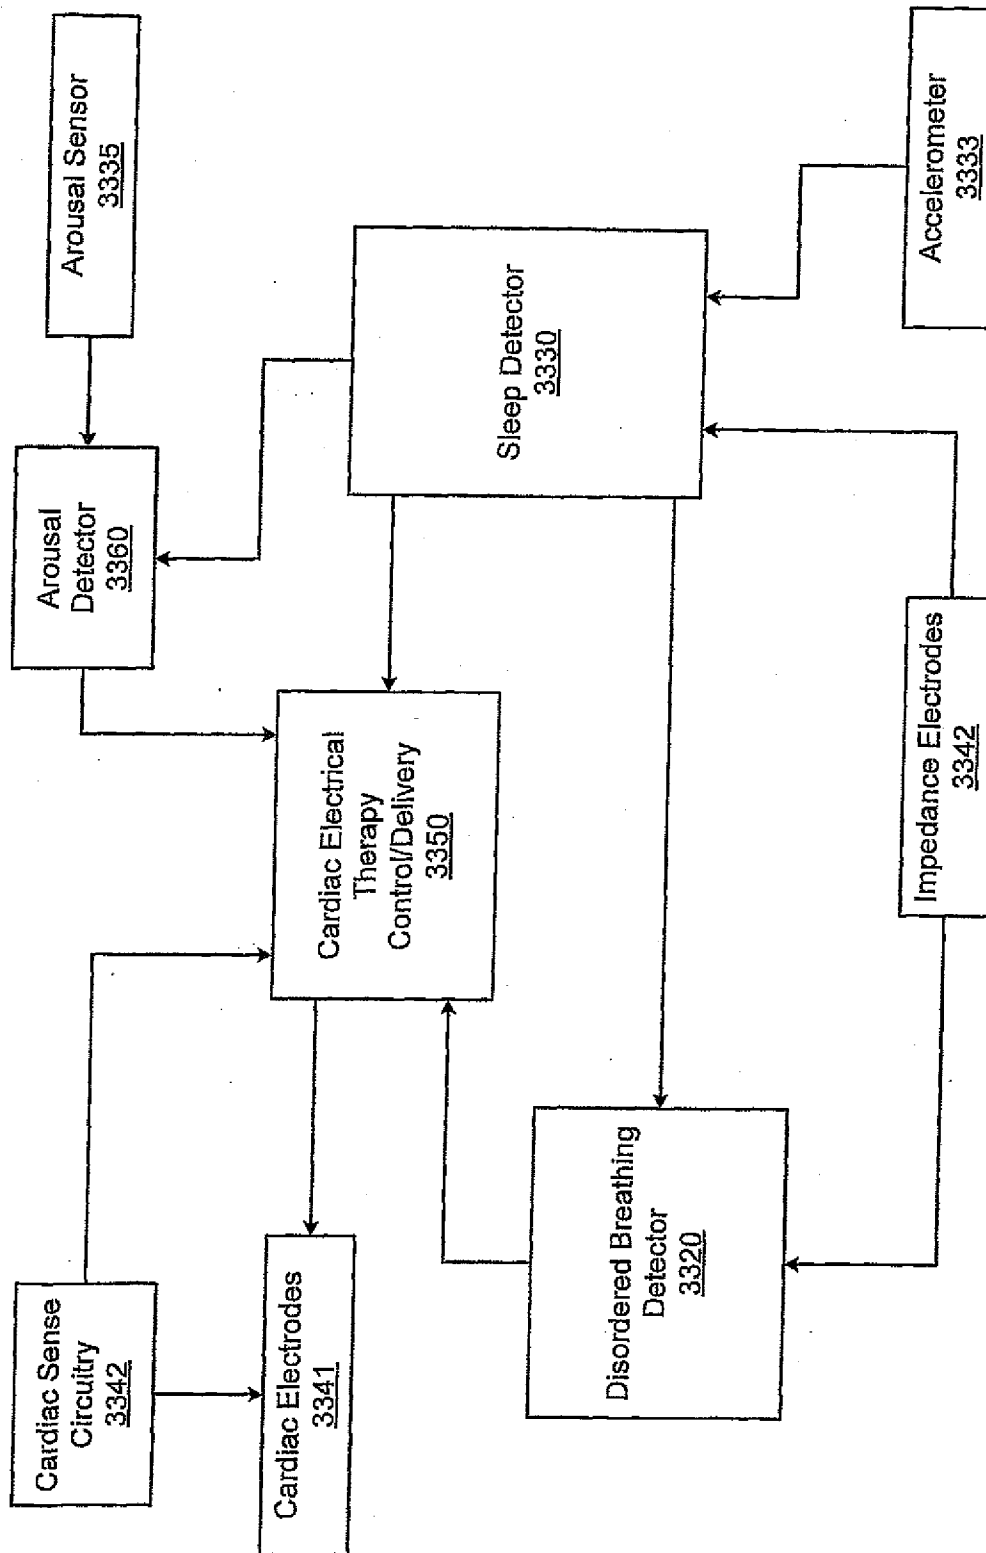 Cardiac Sense
Circuitry
3342
Arousal
Detector
3360
Arousal Sensor
3335
Cardiac Electrodes
3341
Cardiac Electrical
Therapy
Control/Delivery
3350
Sleep Detector
3330
Disordered Breathing
Detector
3320
Impedance Electrodes
3342
Accelerometer
3333